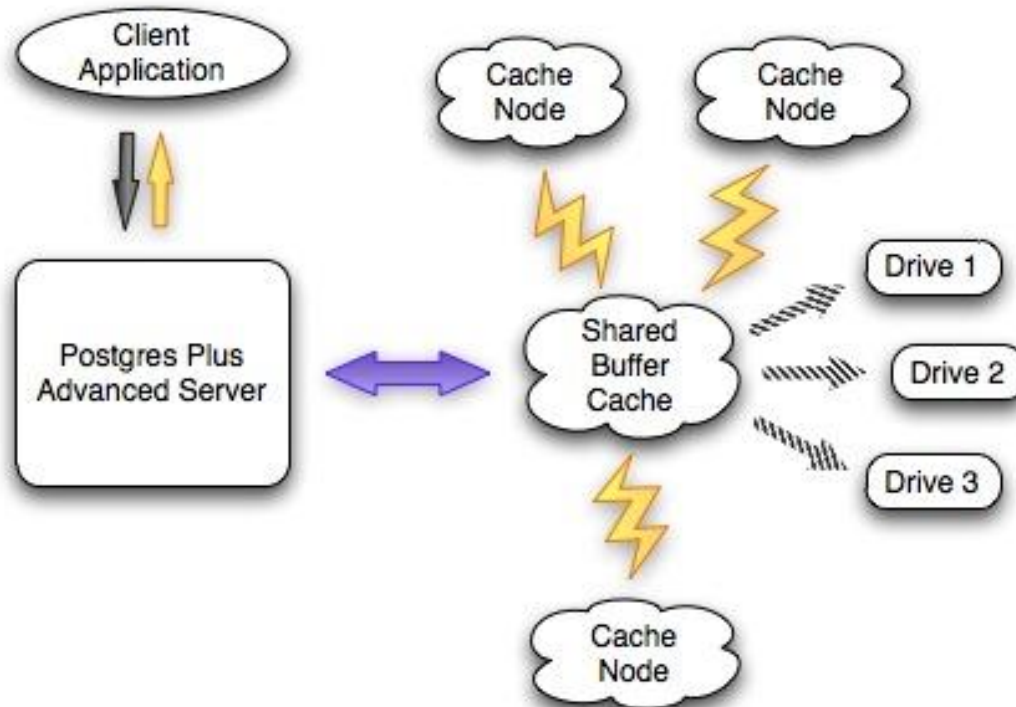 Client
Application
Cache
Node
Cache
Node
Postgres Plus
Advanced Server
Shared
Buffer
Cache
Drive 1
Drive 2
Drive 3
Cache
Node